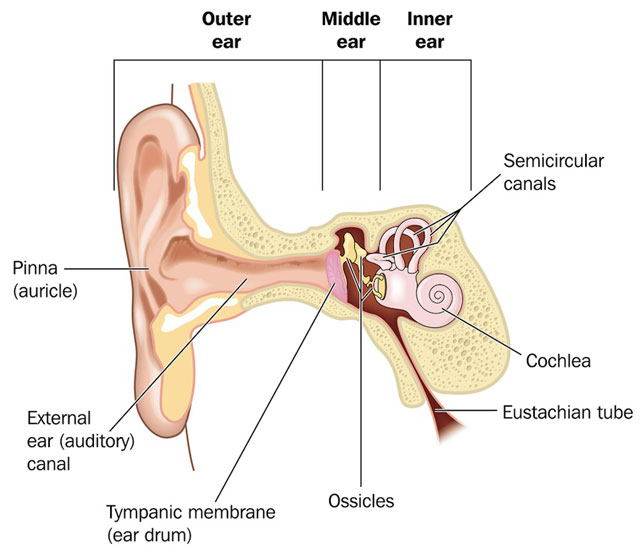 Outer
ear
Middle
ear
Inner
ear
Semicircular
canals
Pinna
(auricle)
Cochlea
External
ear (auditory)
canal
Eustachian tube
Ossicles
Tympanic membrane
(ear drum)